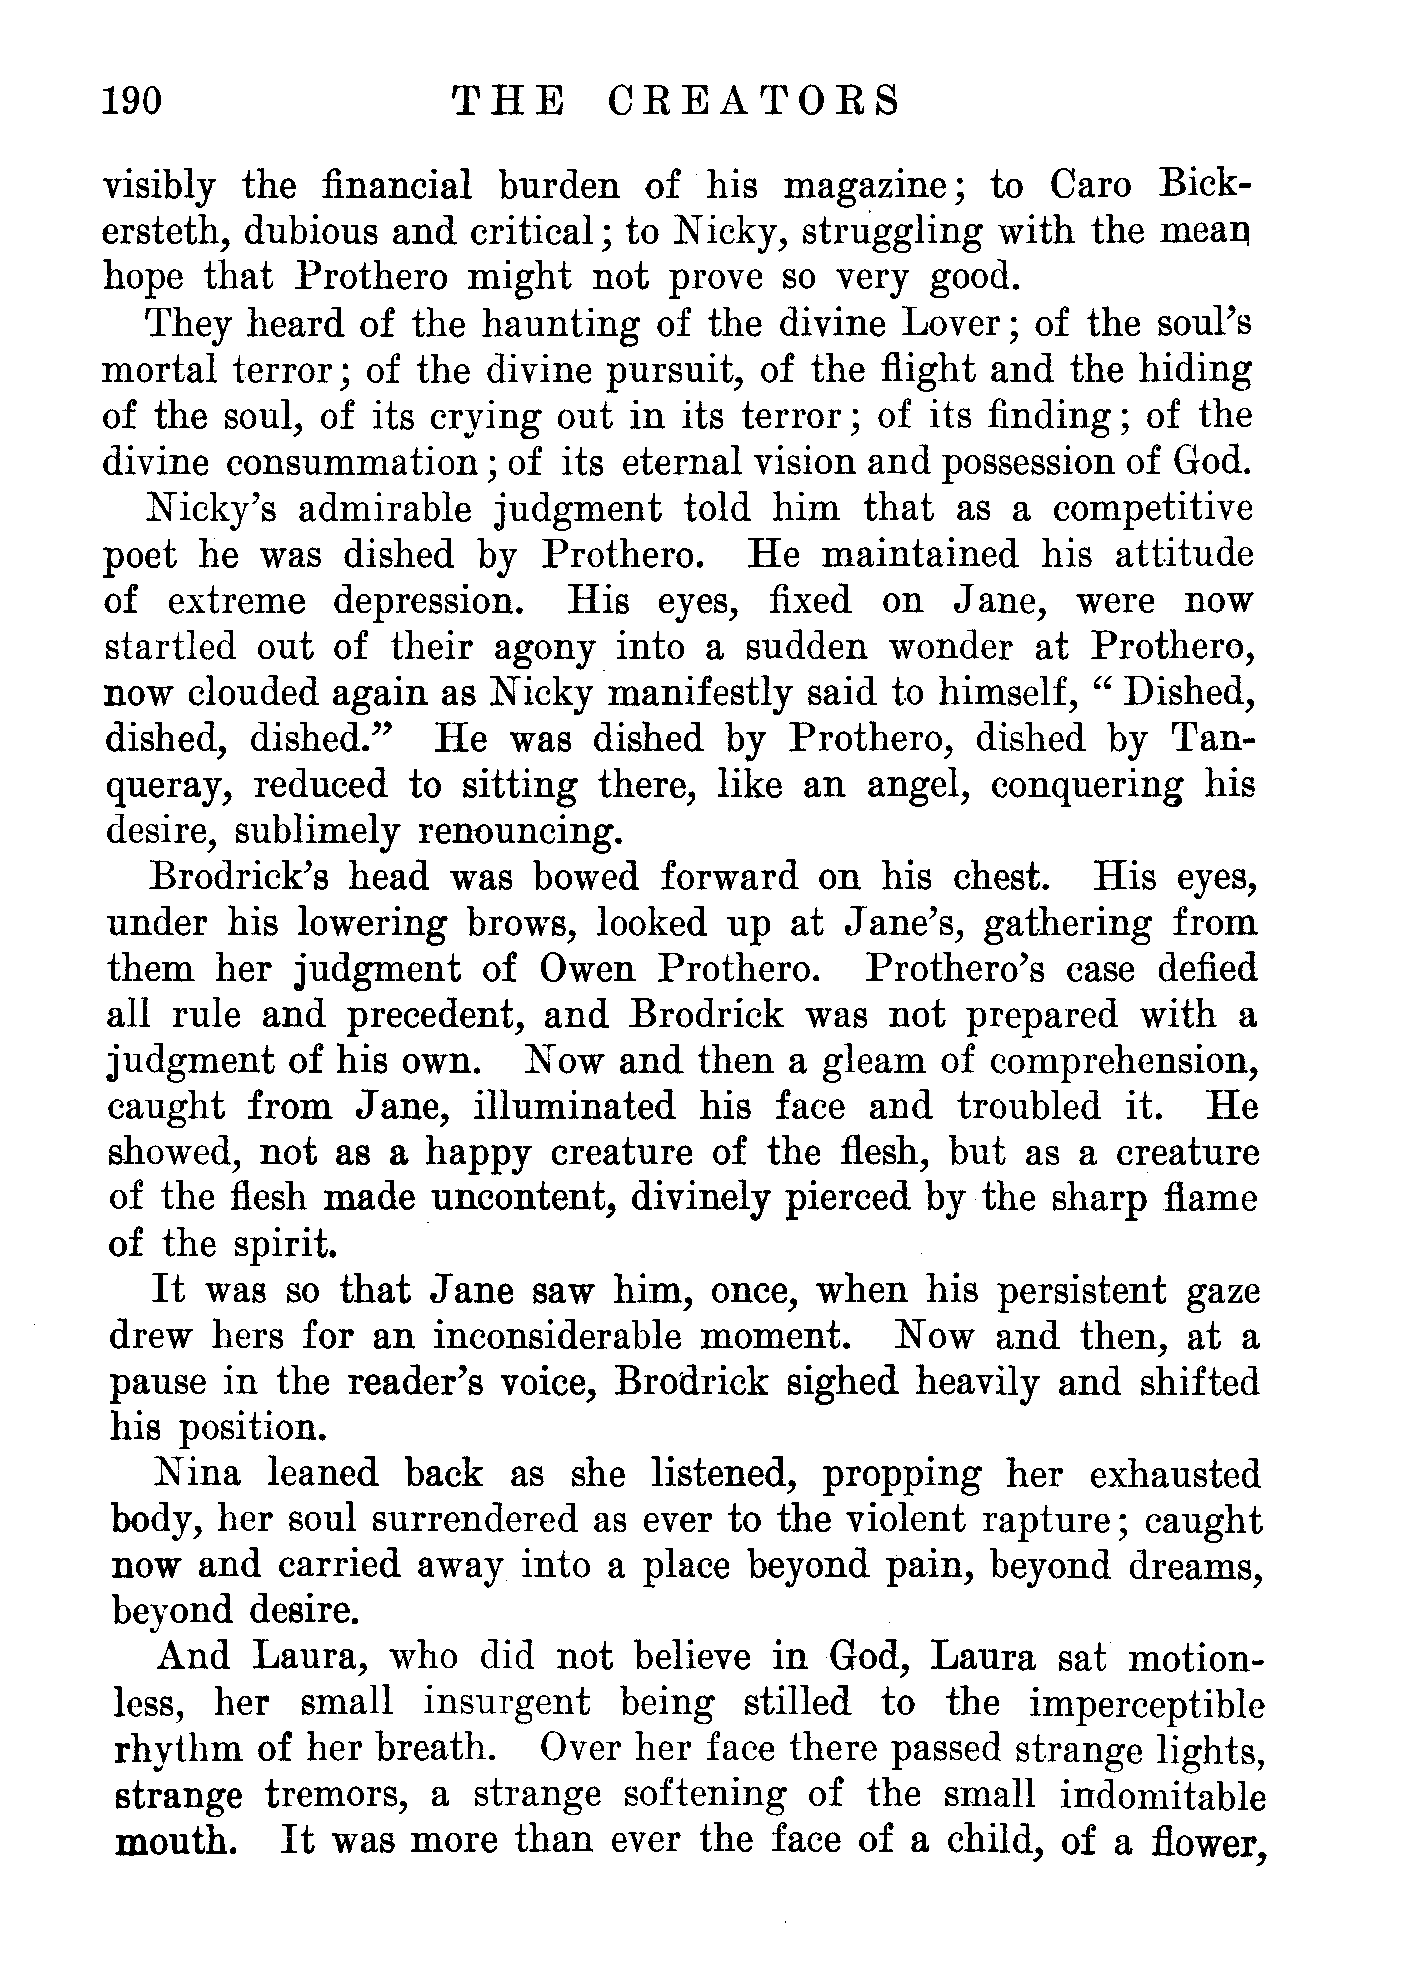 190 THE CREATORS
visibly the financial burden of his magazine; to Caro Bick-
ersteth, dubious and critical; to Nicky, struggling with the mean
hope that Prothero might not prove so very good.
They heard of the haunting of the divine Lover; of the soul's
mortal terror; of the divine pursuit, of the flight and the hiding
of the soul, of its crying out in its terror; of its finding; of the
divine consummation; of its eternal vision and possession of God.
Nicky's admirable judgment told him that as a competitive
poet he was dished by Prothero. He maintained his attitude
of extreme depression. His eyes, fixed on Jane, were now
startled out of their agony into a sudden wonder at Prothero,
now clouded again as Nicky manifestly said to himself, “ Dished,
dished, dished.” He was dished by Prothero, dished by Tan-
queray, reduced to sitting there, like an angel, conquering his
desire, sublimely renouncing.
Brodrick's head was bowed forward on his chest. His eyes,
under his lowering brows, looked up at Jane's, gathering from
them her judgment of Owen Prothero. Prothero's case defied
all rule and precedent, and Brodrick was not prepared with a
judgment of his own. Now and then a gleam of comprehension,
caught from Jane, illuminated his face and troubled it. He
showed, not as a happy creature of the flesh, but as a creature
of the flesh made uncontent, divinely pierced by the sharp flame
of the spirit.
It was so that Jane saw him, once, when his persistent gaze
drew hers for an inconsiderable moment. Now and then, at a
pause in the reader's voice, Brodrick sighed heavily and shifted
his position.
Nina leaned back as she listened, propping her exhausted
body, her soul surrendered as ever to the violent rapture; caught
now and carried away into a place beyond pain, beyond dreams,
beyond desire.
And Laura, who did not believe in God, Laura sat motion-
less, her small insurgent being stilled to the imperceptible
rhythm of her breath. Over her face there passed strange lights,
strange tremors, a strange softening of the small indomitable
mouth. It was more than ever the face of a child, of a flower,